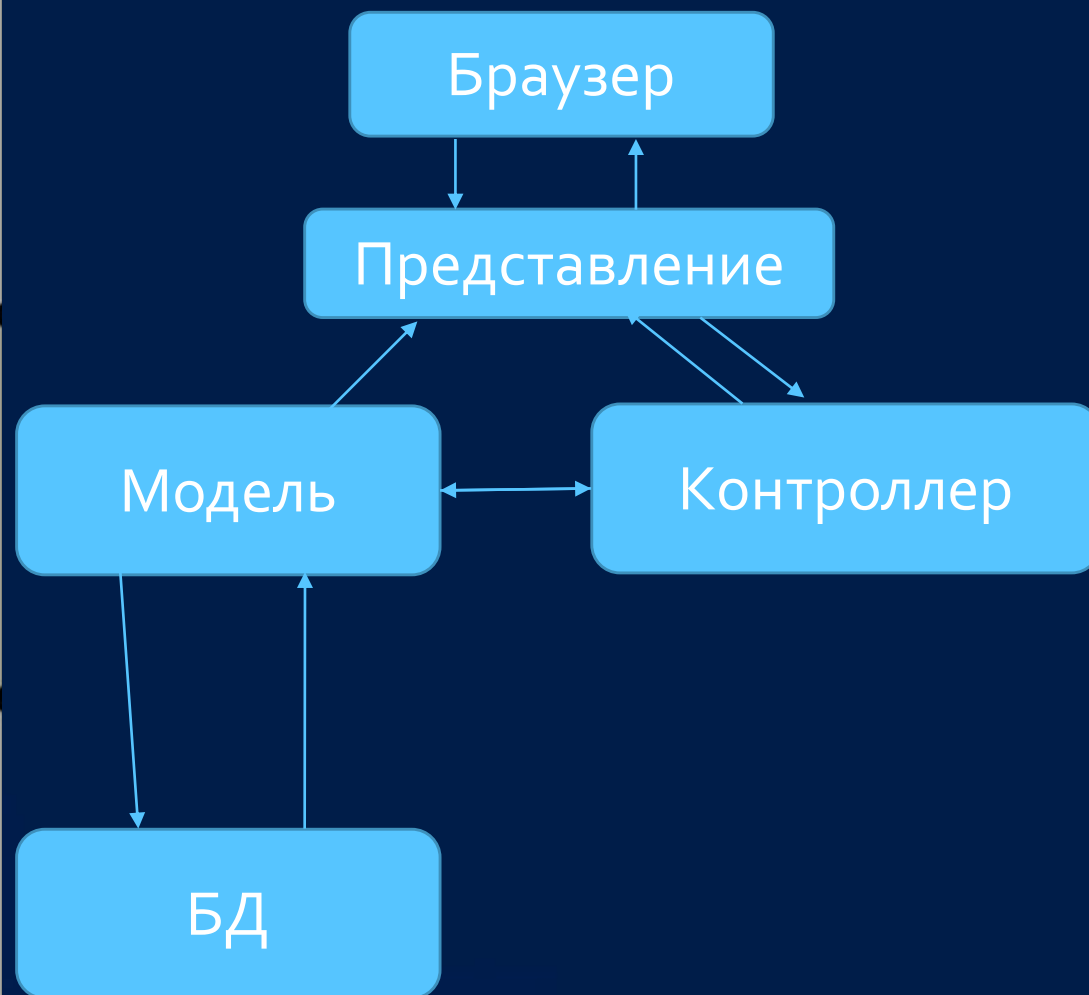 Браузер
Представление
Модель
Контроллер
БД